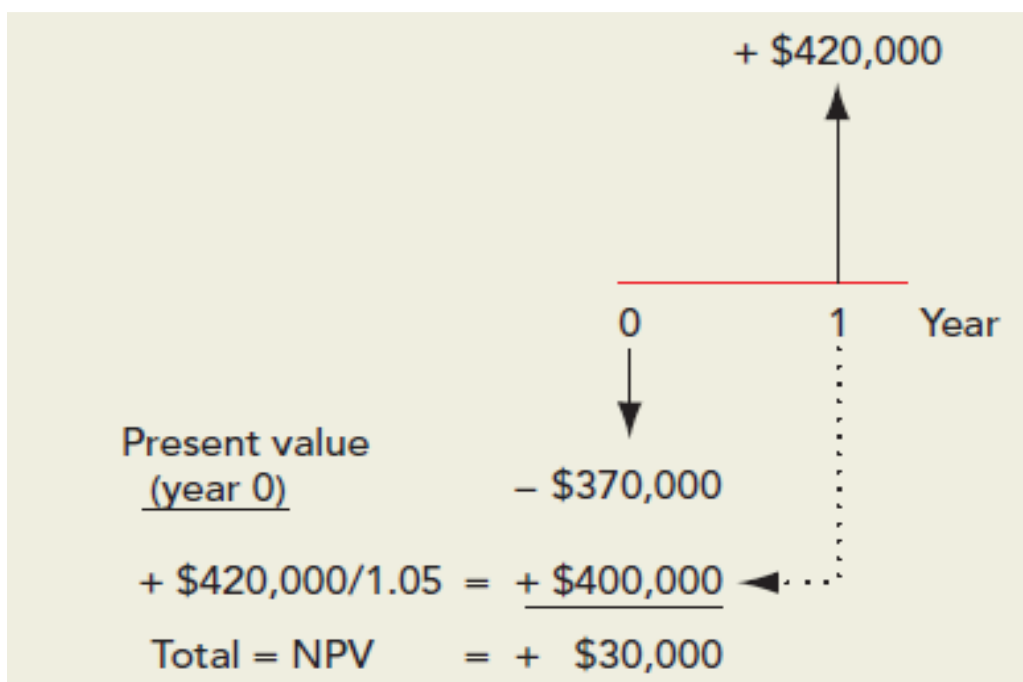 + $420,000
0 1 Year
Present value
(year 0) – $370,000
+ $420,000/1.05 = + $400,000
Total = NPV = + $30,000